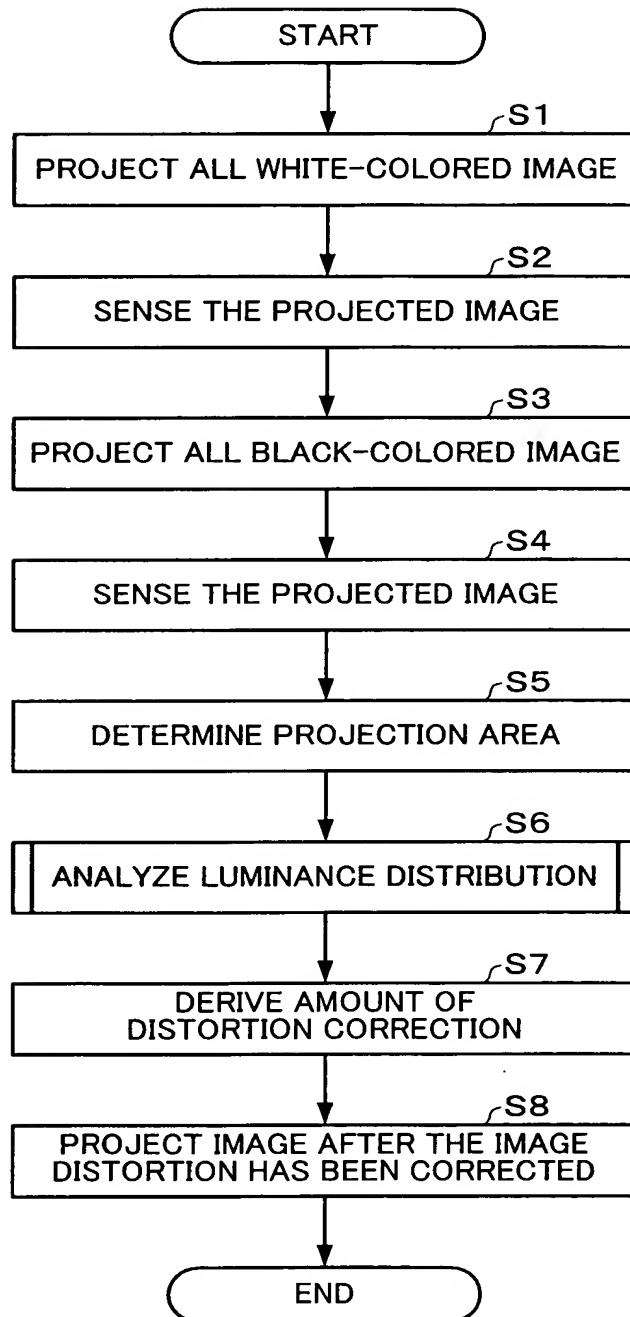 START
S1
PROJECT ALL WHITE-COLORED IMAGE
S2
SENSE THE PROJECTED IMAGE
S3
PROJECT ALL BLACK-COLORED IMAGE
S4
SENSE THE PROJECTED IMAGE
S5
DETERMINE PROJECTION AREA
S6
ANALYZE LUMINANCE DISTRIBUTION
S7
DERIVE AMOUNT OF
DISTORTION CORRECTION
S8
PROJECT IMAGE AFTER THE IMAGE
DISTORTION HAS BEEN CORRECTED
END